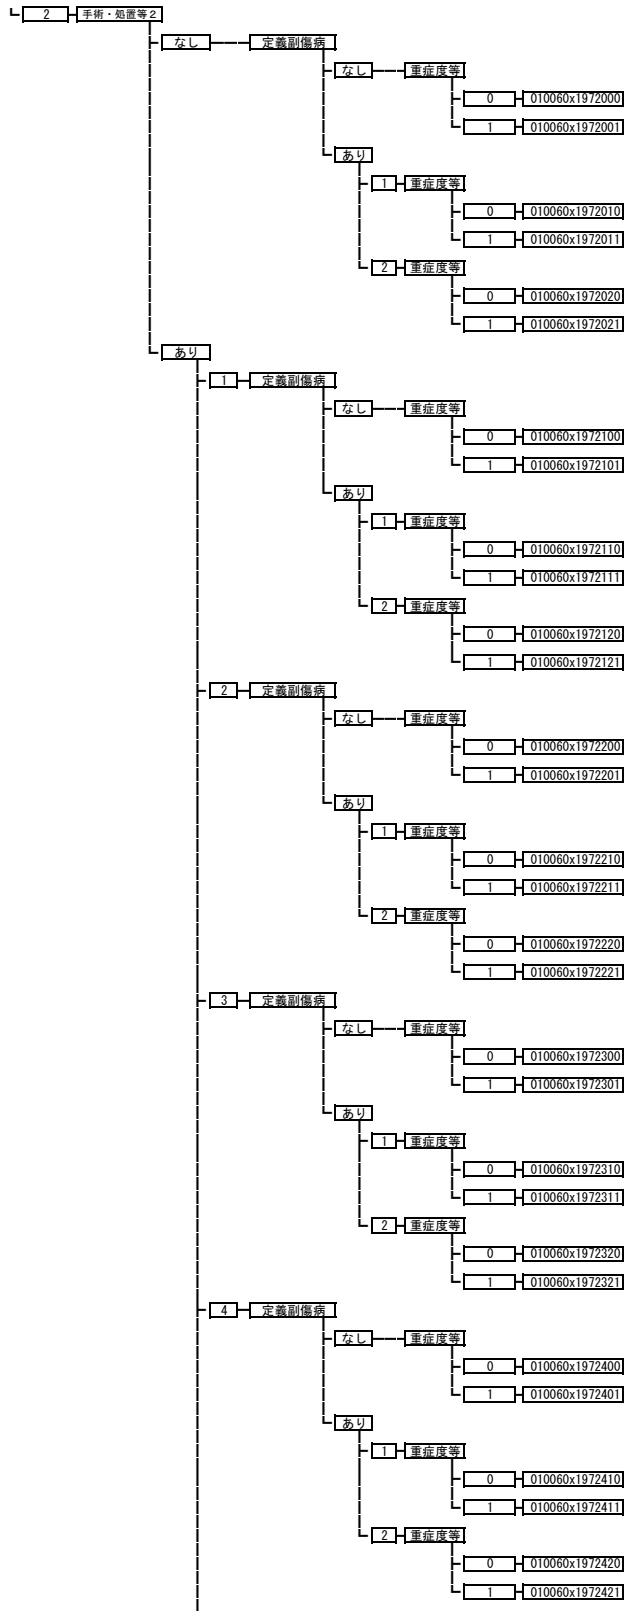 2 手術・処置等２
なし 定義副傷病
なし 重症度等
0 010060x1972000
1 010060x1972001
あり
1 重症度等
0 010060x1972010
1 010060x1972011
2 重症度等
0 010060x1972020
1 010060x1972021
あり
1 定義副傷病
なし 重症度等
0 010060x1972100
1 010060x1972101
あり
1 重症度等
0 010060x1972110
1 010060x1972111
2 重症度等
0 010060x1972120
1 010060x1972121
2 定義副傷病
なし 重症度等
0 010060x1972200
1 010060x1972201
あり
1 重症度等
0 010060x1972210
1 010060x1972211
2 重症度等
0 010060x1972220
1 010060x1972221
3 定義副傷病
なし 重症度等
0 010060x1972300
1 010060x1972301
あり
1 重症度等
0 010060x1972310
1 010060x1972311
2 重症度等
0 010060x1972320
1 010060x1972321
4 定義副傷病
なし 重症度等
0 010060x1972400
1 010060x1972401
あり
1 重症度等
0 010060x1972410
1 010060x1972411
2 重症度等
0 010060x1972420
1 010060x1972421